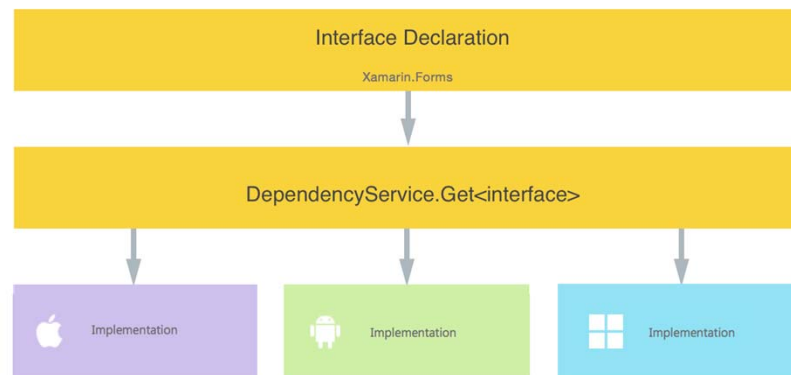 Interface Declaration
Xamarin.Forms
DependencyService.Get<interface>
Implementation
Implementation
Implementation